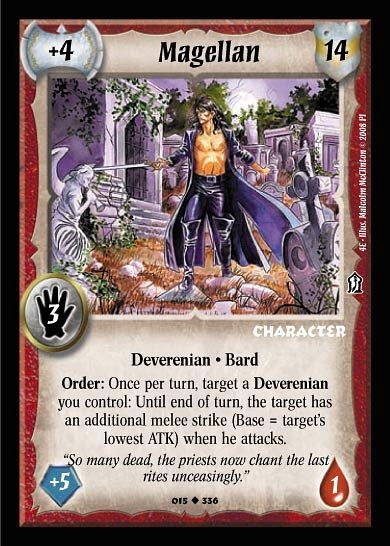 +4
Magellan
14
4E · Illus. Malcolm McClinton © 2008 PI
3
CHARACTER
Deverenian • Bard
Order: Once per turn, target a Deverenian
you control: Until end of turn, the target has
an additional melee strike (Base = target's
lowest ATK) when he attacks.
"So many dead, the priests now chant the last
rites unceasingly."
+5
1
015 ◆ 336